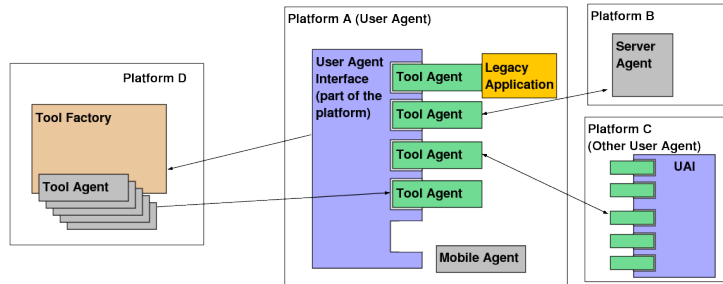 Platform D
Tool Factory
Tool Agent
Platform A (User Agent)
User Agent
Interface
(part of the
platform)
Tool Agent
Legacy
Application
Tool Agent
Tool Agent
Tool Agent
Mobile Agent
Platform B
Server
Agent
Platform C
(Other User Agent)
UAI